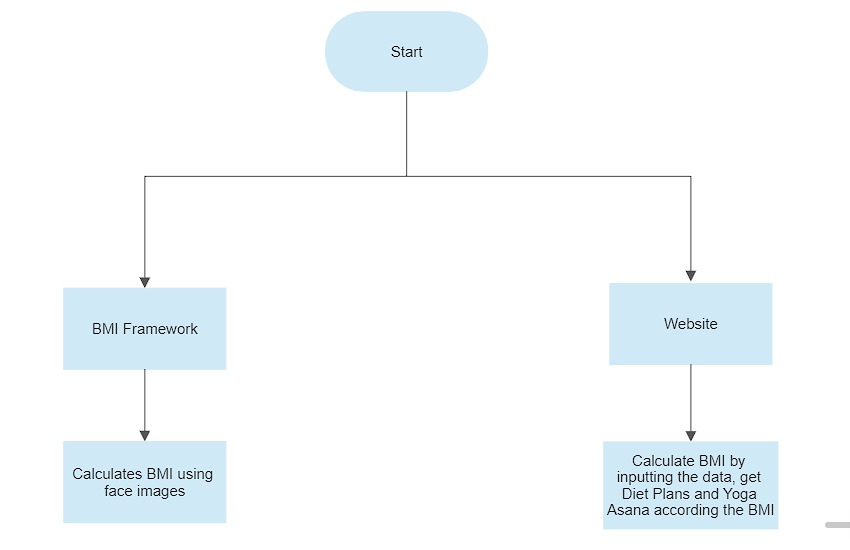 Start
BMI Framework
Website
Calculates BMI using
face images
Calculate BMI by
inputting the data, get
Diet Plans and Yoga
Asana according the BMI